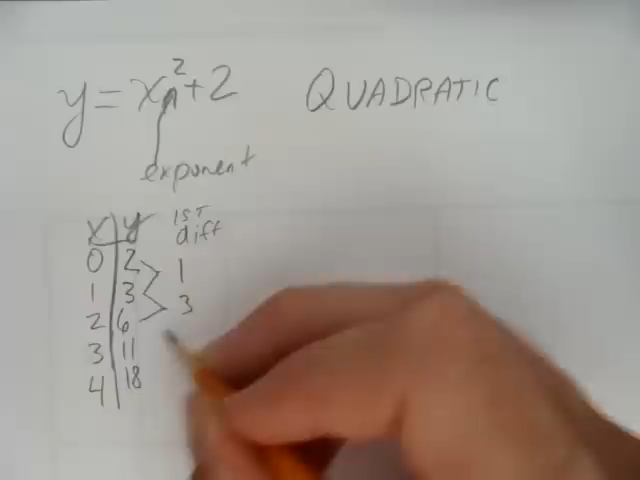 y = x² + 2
QUADRATIC
exponent
x y 1ST diff
0 2
1
1 3
3
2 6
3 11
4 18